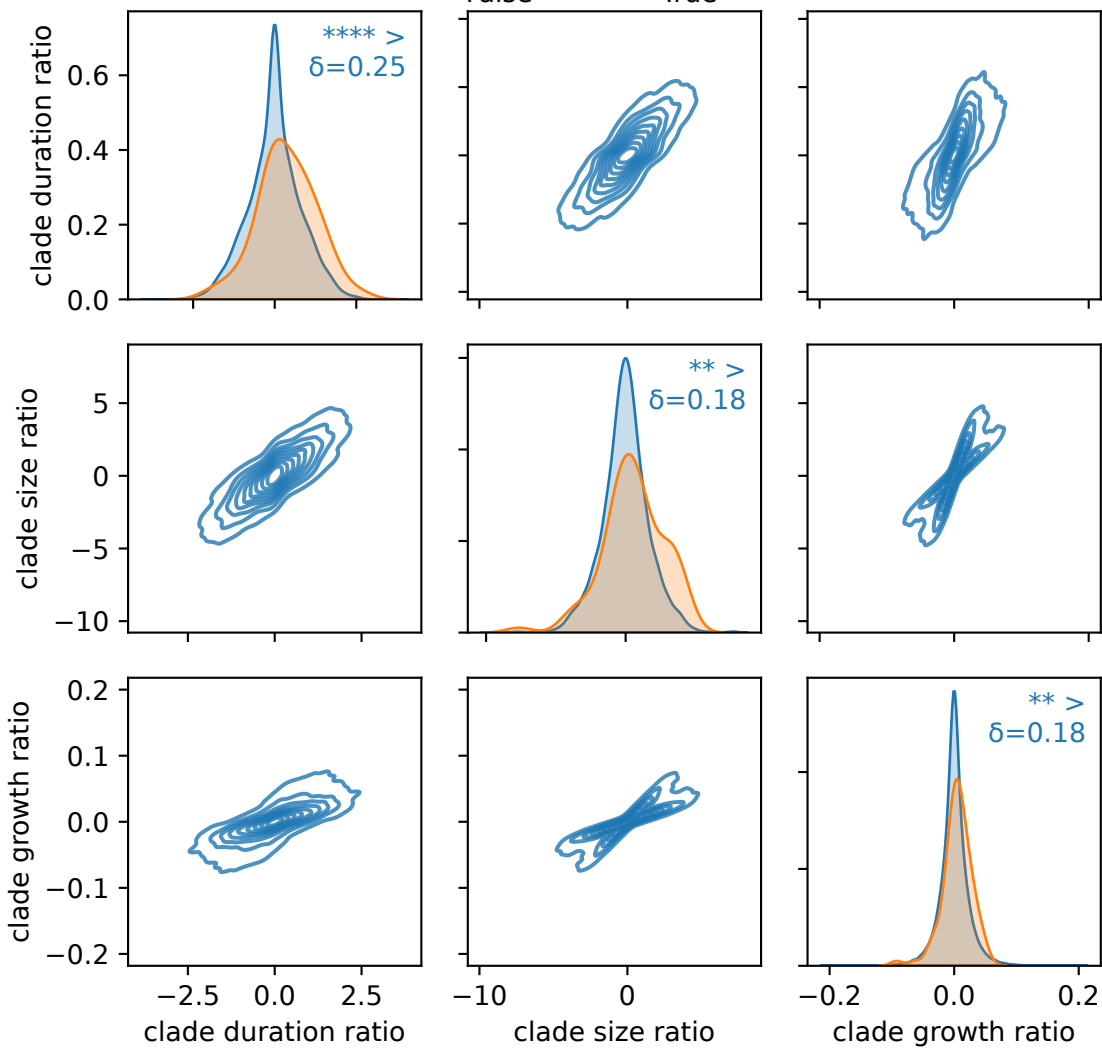 clade duration ratio
0.6
0.4
0.2
0.0
**** >
δ=0.25
clade size ratio
5
0
−5
−10
** >
δ=0.18
clade growth ratio
0.2
0.1
0.0
−0.1
−0.2
** >
δ=0.18
−2.5 0.0 2.5
−10 0
−0.2 0.0 0.2
clade duration ratio
clade size ratio
clade growth ratio